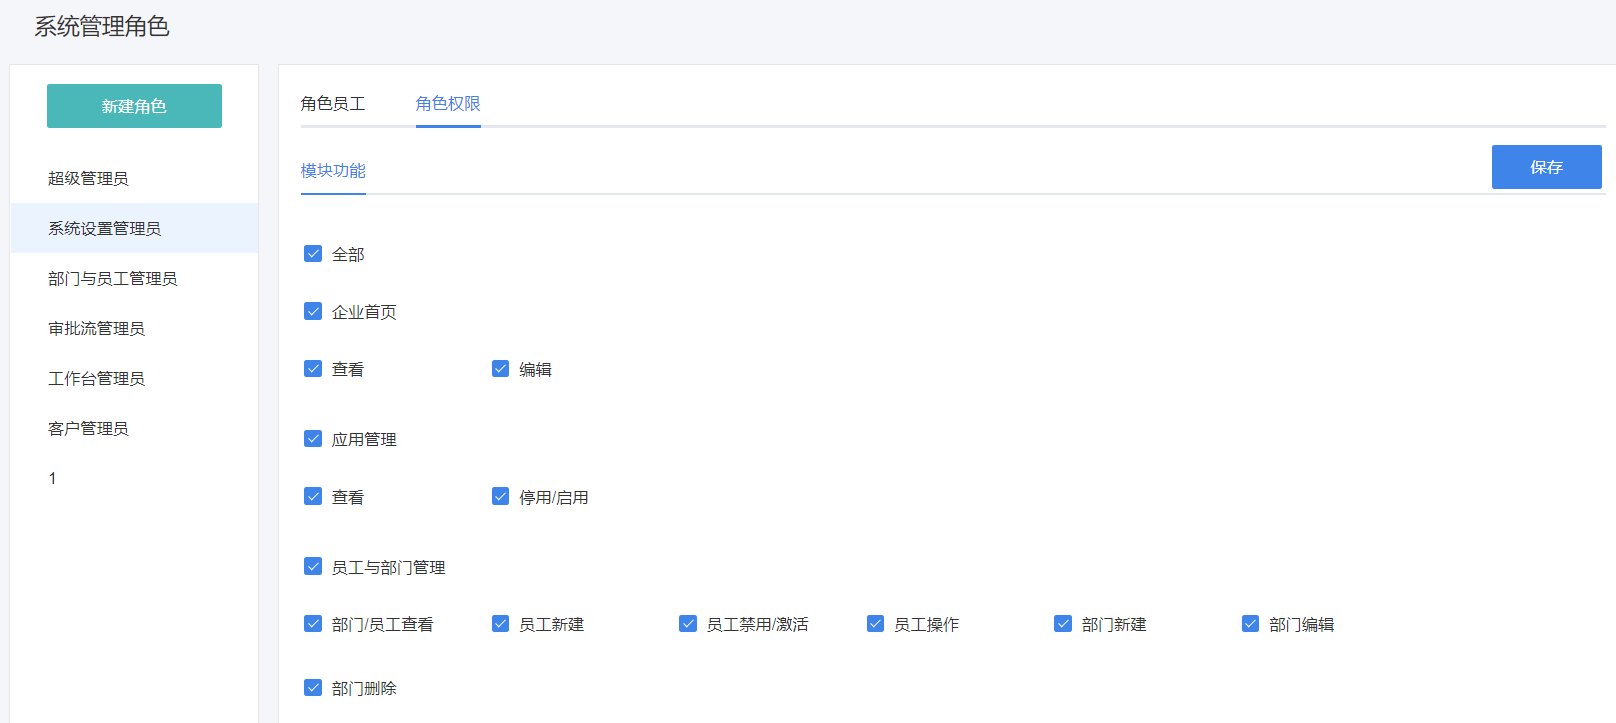 系统管理角色
新建角色
超级管理员
系统设置管理员
部门与员工管理员
审批流管理员
工作台管理员
客户管理员
1
角色员工 角色权限
模块功能 保存
全部
企业首页
查看 编辑
应用管理
查看 停用/启用
员工与部门管理
部门/员工查看 员工新建 员工禁用/激活 员工操作 部门新建 部门编辑
部门删除